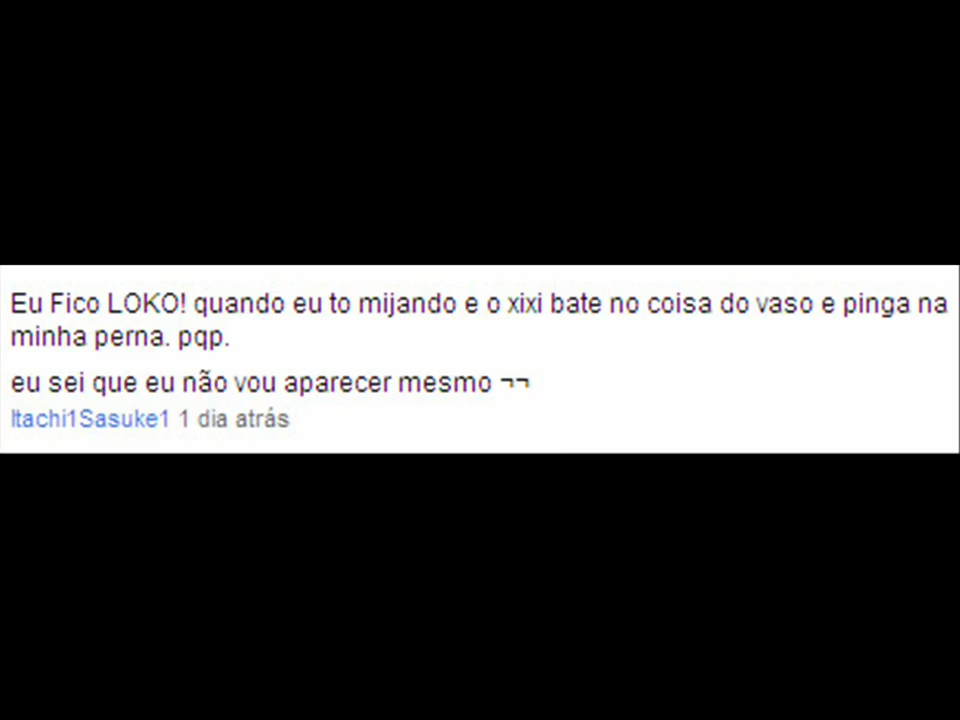 Eu Fico LOKO! quando eu to mijando e o xixi bate no coisa do vaso e pinga na
minha perna. pqp.
eu sei que eu não vou aparecer mesmo ¬¬
Itachi1Sasuke1 1 dia atrás